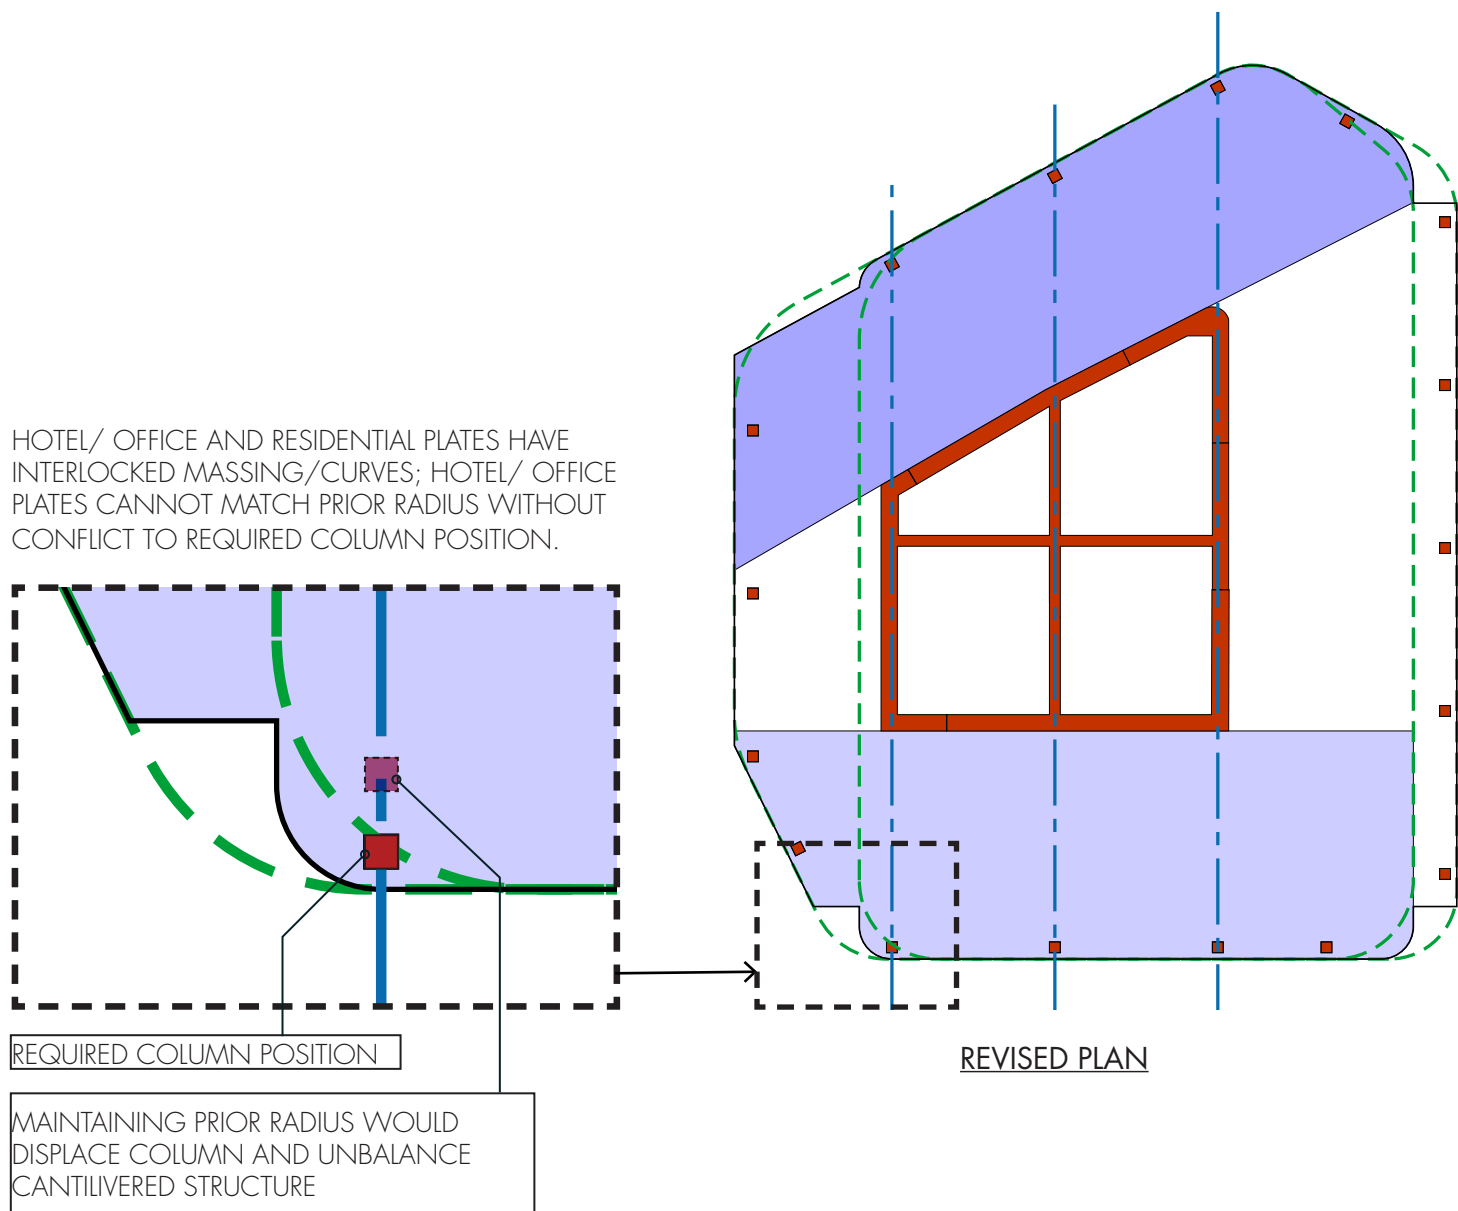 HOTEL/ OFFICE AND RESIDENTIAL PLATES HAVE
INTERLOCKED MASSING/CURVES; HOTEL/ OFFICE
PLATES CANNOT MATCH PRIOR RADIUS WITHOUT
CONFLICT TO REQUIRED COLUMN POSITION.
REQUIRED COLUMN POSITION
MAINTAINING PRIOR RADIUS WOULD
DISPLACE COLUMN AND UNBALANCE
CANTILIVERED STRUCTURE
REVISED PLAN